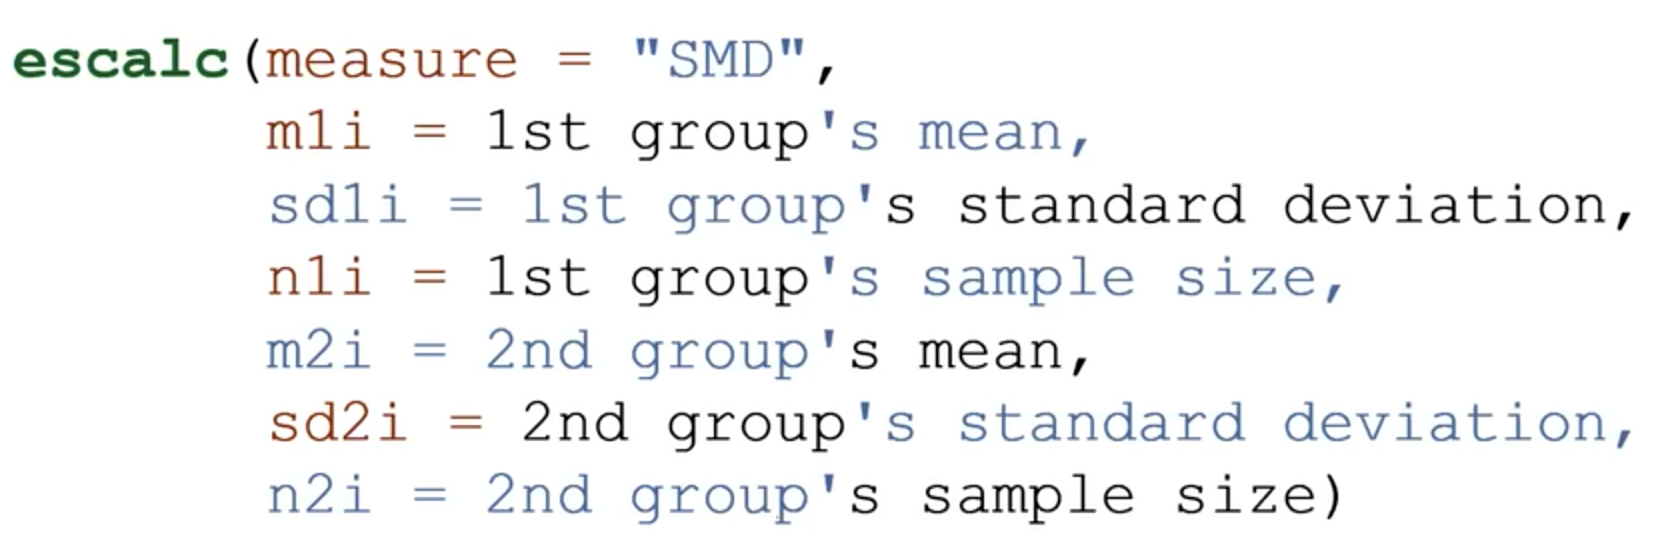 escalc(measure = "SMD",
m1i = 1st group's mean,
sd1i = 1st group's standard deviation,
n1i = 1st group's sample size,
m2i = 2nd group's mean,
sd2i = 2nd group's standard deviation,
n2i = 2nd group's sample size)